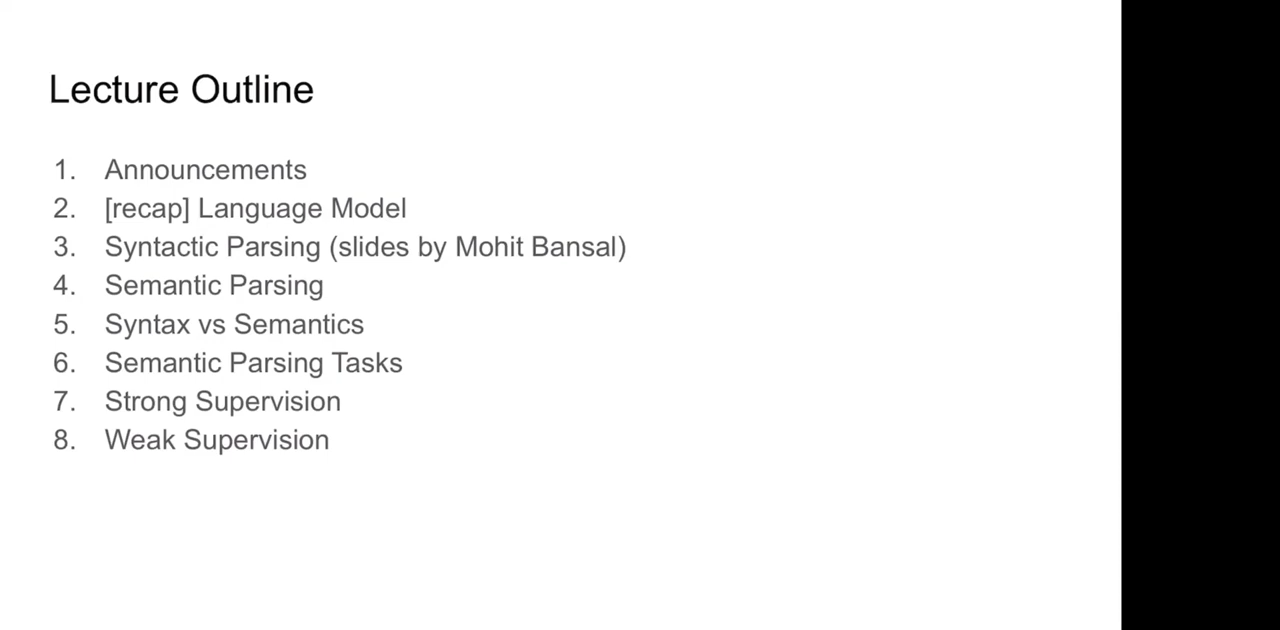 Lecture Outline
1. Announcements
2. [recap] Language Model
3. Syntactic Parsing (slides by Mohit Bansal)
4. Semantic Parsing
5. Syntax vs Semantics
6. Semantic Parsing Tasks
7. Strong Supervision
8. Weak Supervision